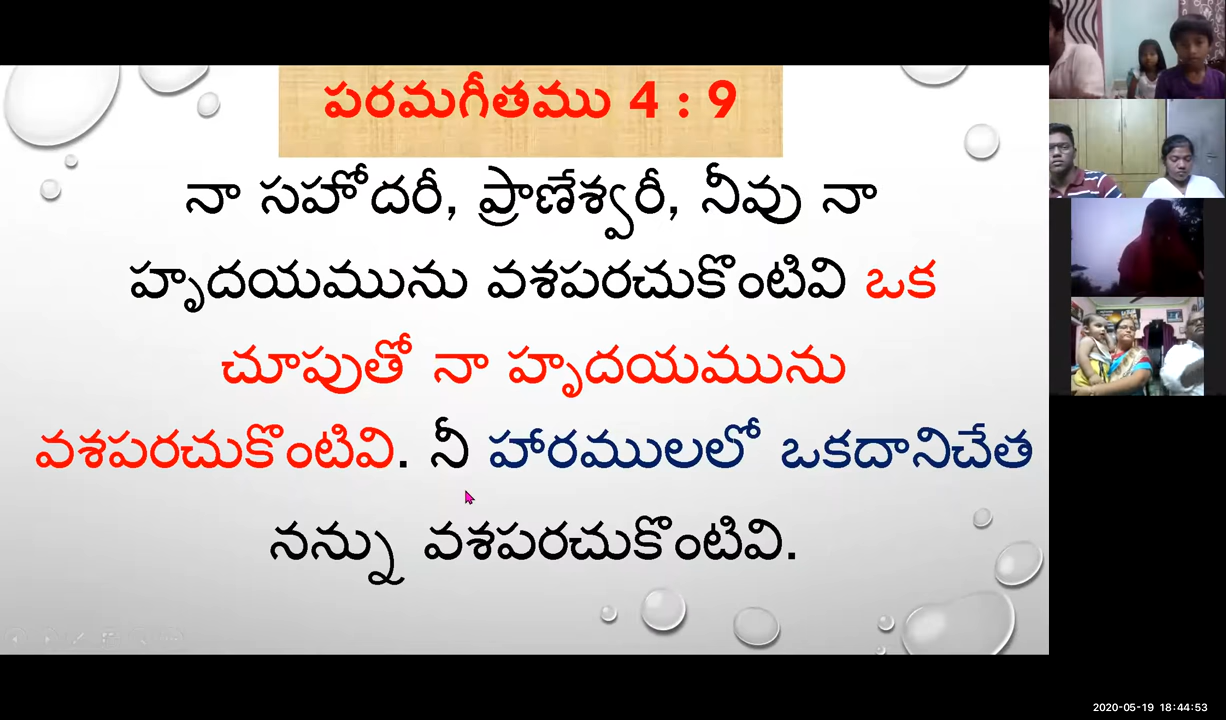 పరమగీతము 4 : 9
నా సహోదరీ, ప్రాణేశ్వరీ, నీవు నా
హృదయమును వశపరచుకొంటివి ఒక
చూపుతో నా హృదయమును
వశపరచుకొంటివి. నీ హారములలో ఒకదానిచేత
నన్ను వశపరచుకొంటివి.
2020-05-19 18:44:53